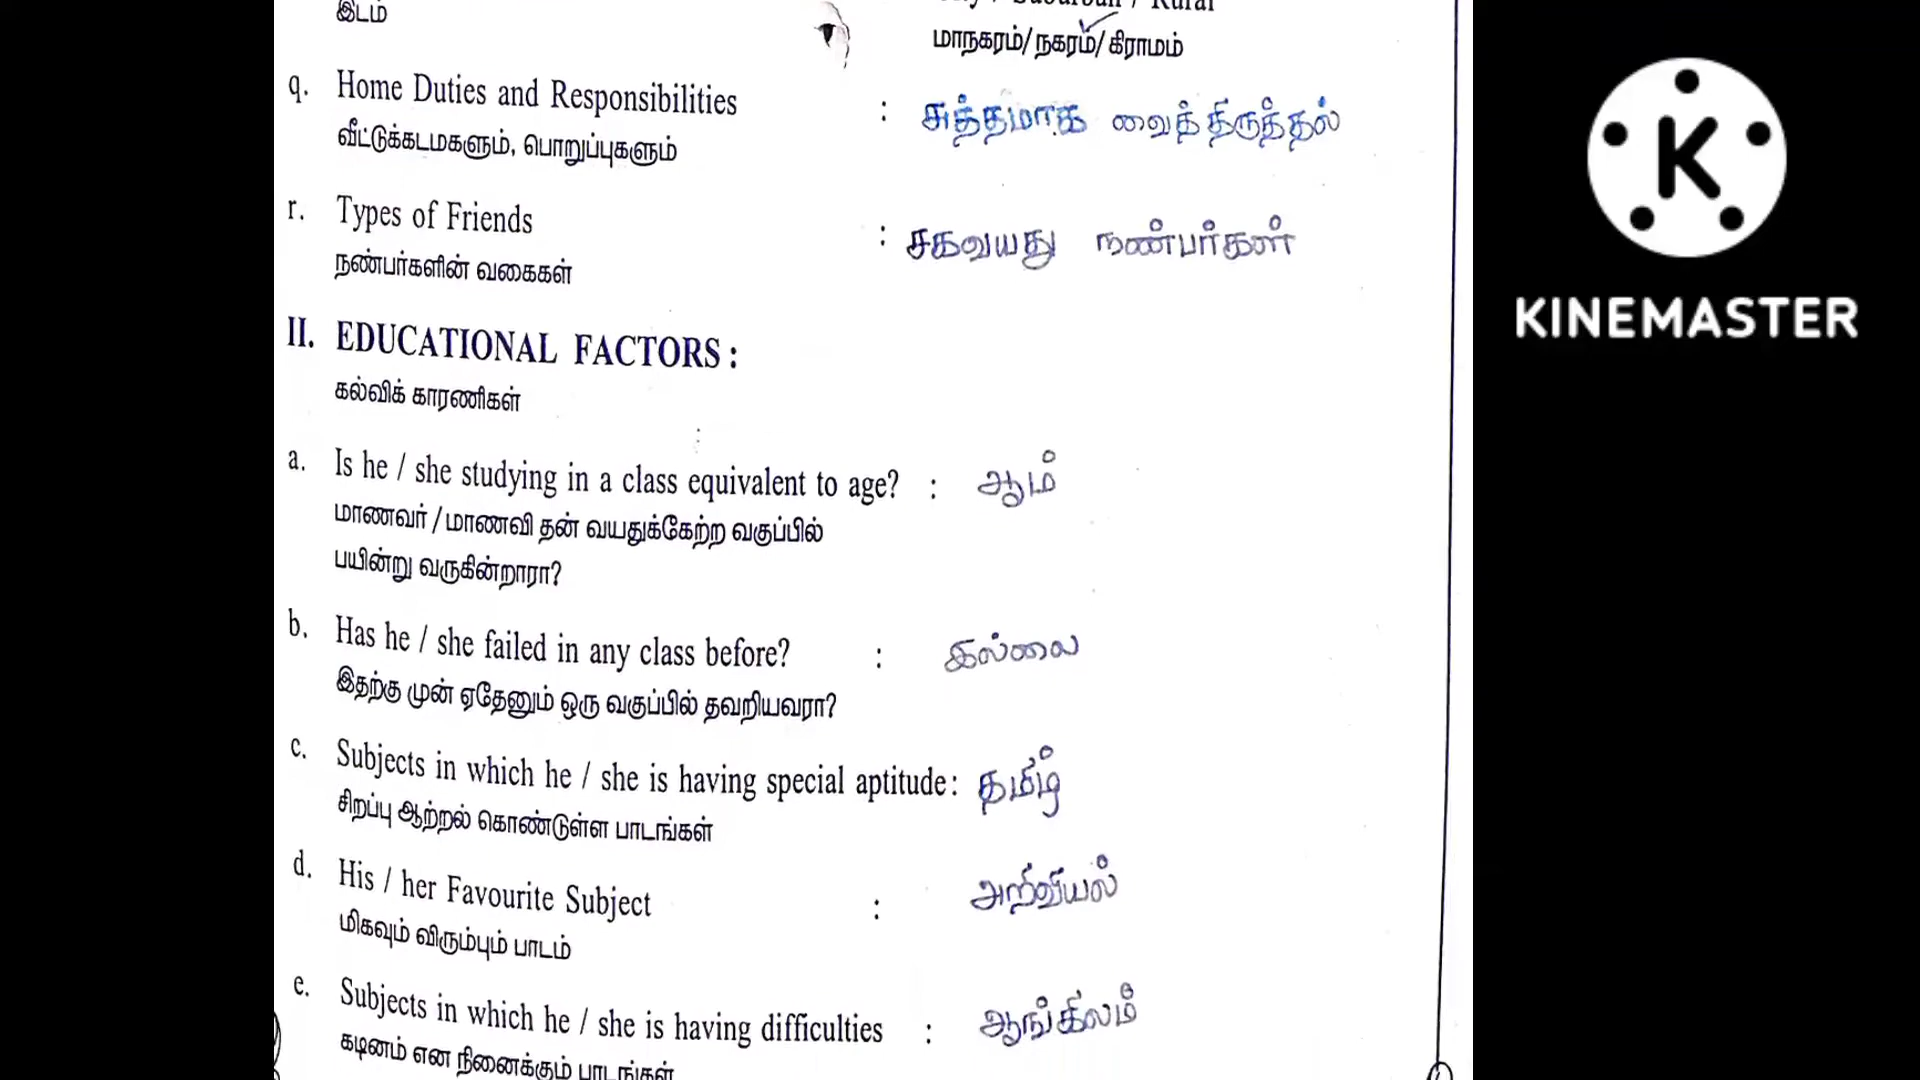 இடம்
மாநகரம்/நகரம்/கிராமம்
q. Home Duties and Responsibilities : சுத்தமாக வைத்திருத்தல்
வீட்டுக்கடமகளும், பொறுப்புகளும்
r. Types of Friends : சகவயது நண்பர்கள்
நண்பர்களின் வகைகள்
II. EDUCATIONAL FACTORS :
கல்விக் காரணிகள்
a. Is he / she studying in a class equivalent to age? : ஆம்
மாணவர் / மாணவி தன் வயதுக்கேற்ற வகுப்பில்
பயின்று வருகின்றாரா?
b. Has he / she failed in any class before? : இல்லை
இதற்கு முன் ஏதேனும் ஒரு வகுப்பில் தவறியவரா?
c. Subjects in which he / she is having special aptitude : தமிழ்
சிறப்பு ஆற்றல் கொண்டுள்ள பாடங்கள்
d. His / her Favourite Subject : அறிவியல்
மிகவும் விரும்பும் பாடம்
e. Subjects in which he / she is having difficulties : ஆங்கிலம்
கடினம் என நினைக்கும் பாடங்கள்
K
KINEMASTER